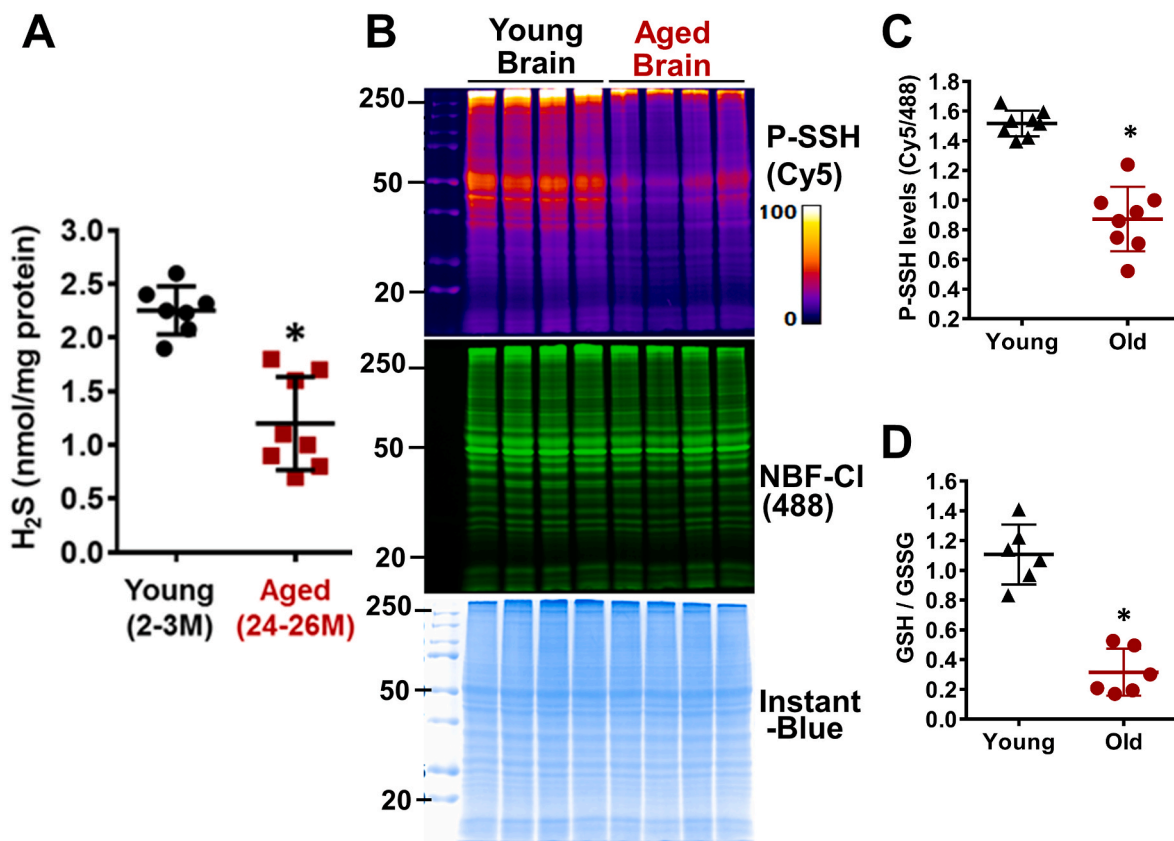 A
H₂S (nmol/mg protein)
3.0
2.5
2.0
1.5
1.0
0.5
0.0
*
Young
(2-3M)
Aged
(24-26M)
B
Young
Brain
Aged
Brain
250
50
20
P-SSH
(Cy5)
100
0
250
50
20
NBF-Cl
(488)
250
50
20
Instant
-Blue
C
P-SSH levels (Cy5/488)
1.8
1.6
1.4
1.2
1.0
0.8
0.6
0.4
0.2
*
Young
Old
D
GSH / GSSG
1.6
1.4
1.2
1.0
0.8
0.6
0.4
0.2
0.0
*
Young
Old